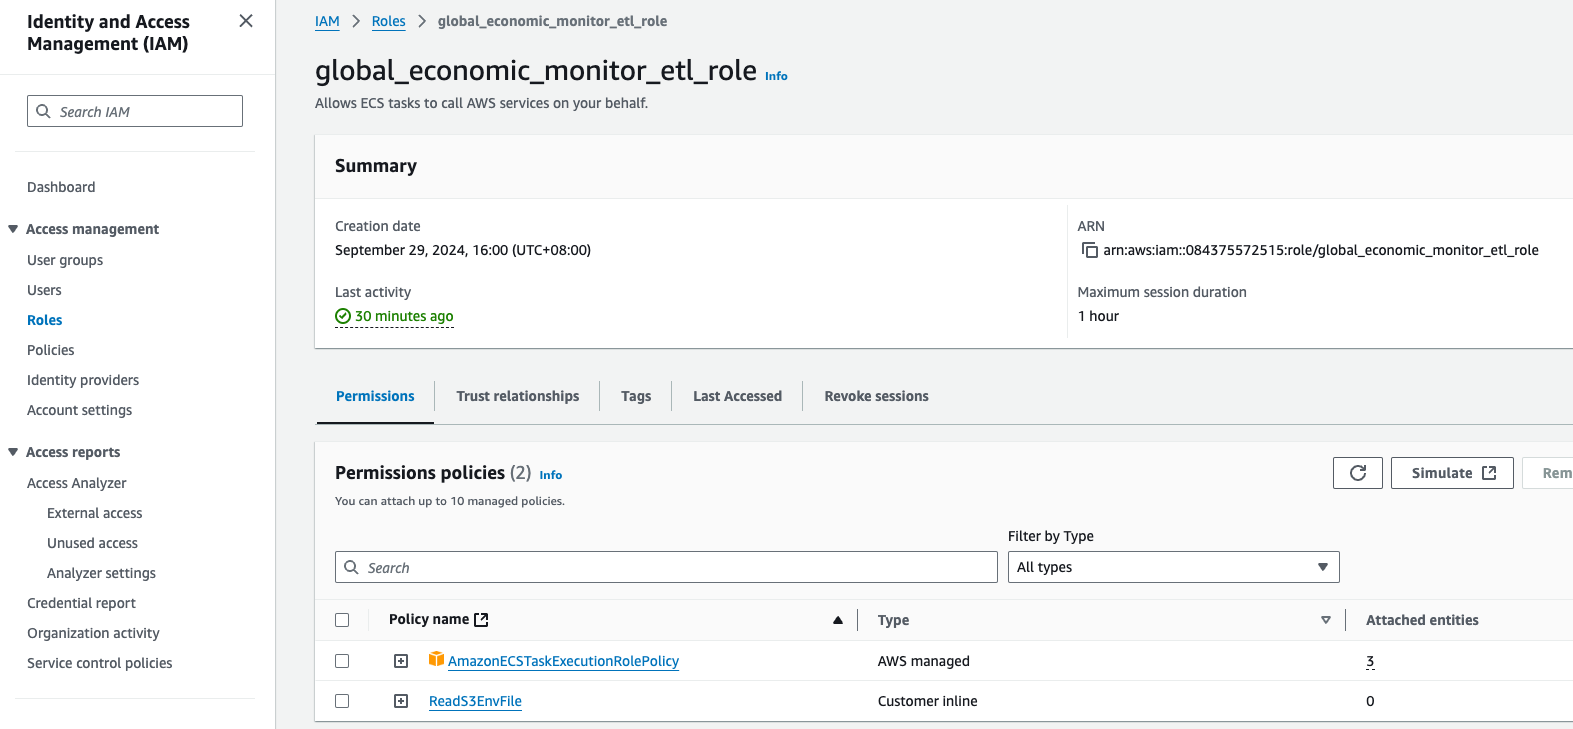 Identity and Access
Management (IAM)
Search IAM
Dashboard
Access management
User groups
Users
Roles
Policies
Identity providers
Account settings
Access reports
Access Analyzer
External access
Unused access
Analyzer settings
Credential report
Organization activity
Service control policies
IAM > Roles > global_economic_monitor_etl_role
global_economic_monitor_etl_role Info
Allows ECS tasks to call AWS services on your behalf.
Summary
Creation date
September 29, 2024, 16:00 (UTC+08:00)
Last activity
30 minutes ago
ARN
arn:aws:iam::084375572515:role/global_economic_monitor_etl_role
Maximum session duration
1 hour
Permissions Trust relationships Tags Last Accessed Revoke sessions
Permissions policies (2) Info
You can attach up to 10 managed policies.
Simulate Rem
Filter by Type
Search All types
Policy name Type Attached entities
AmazonECSTaskExecutionRolePolicy AWS managed 3
ReadS3EnvFile Customer inline 0